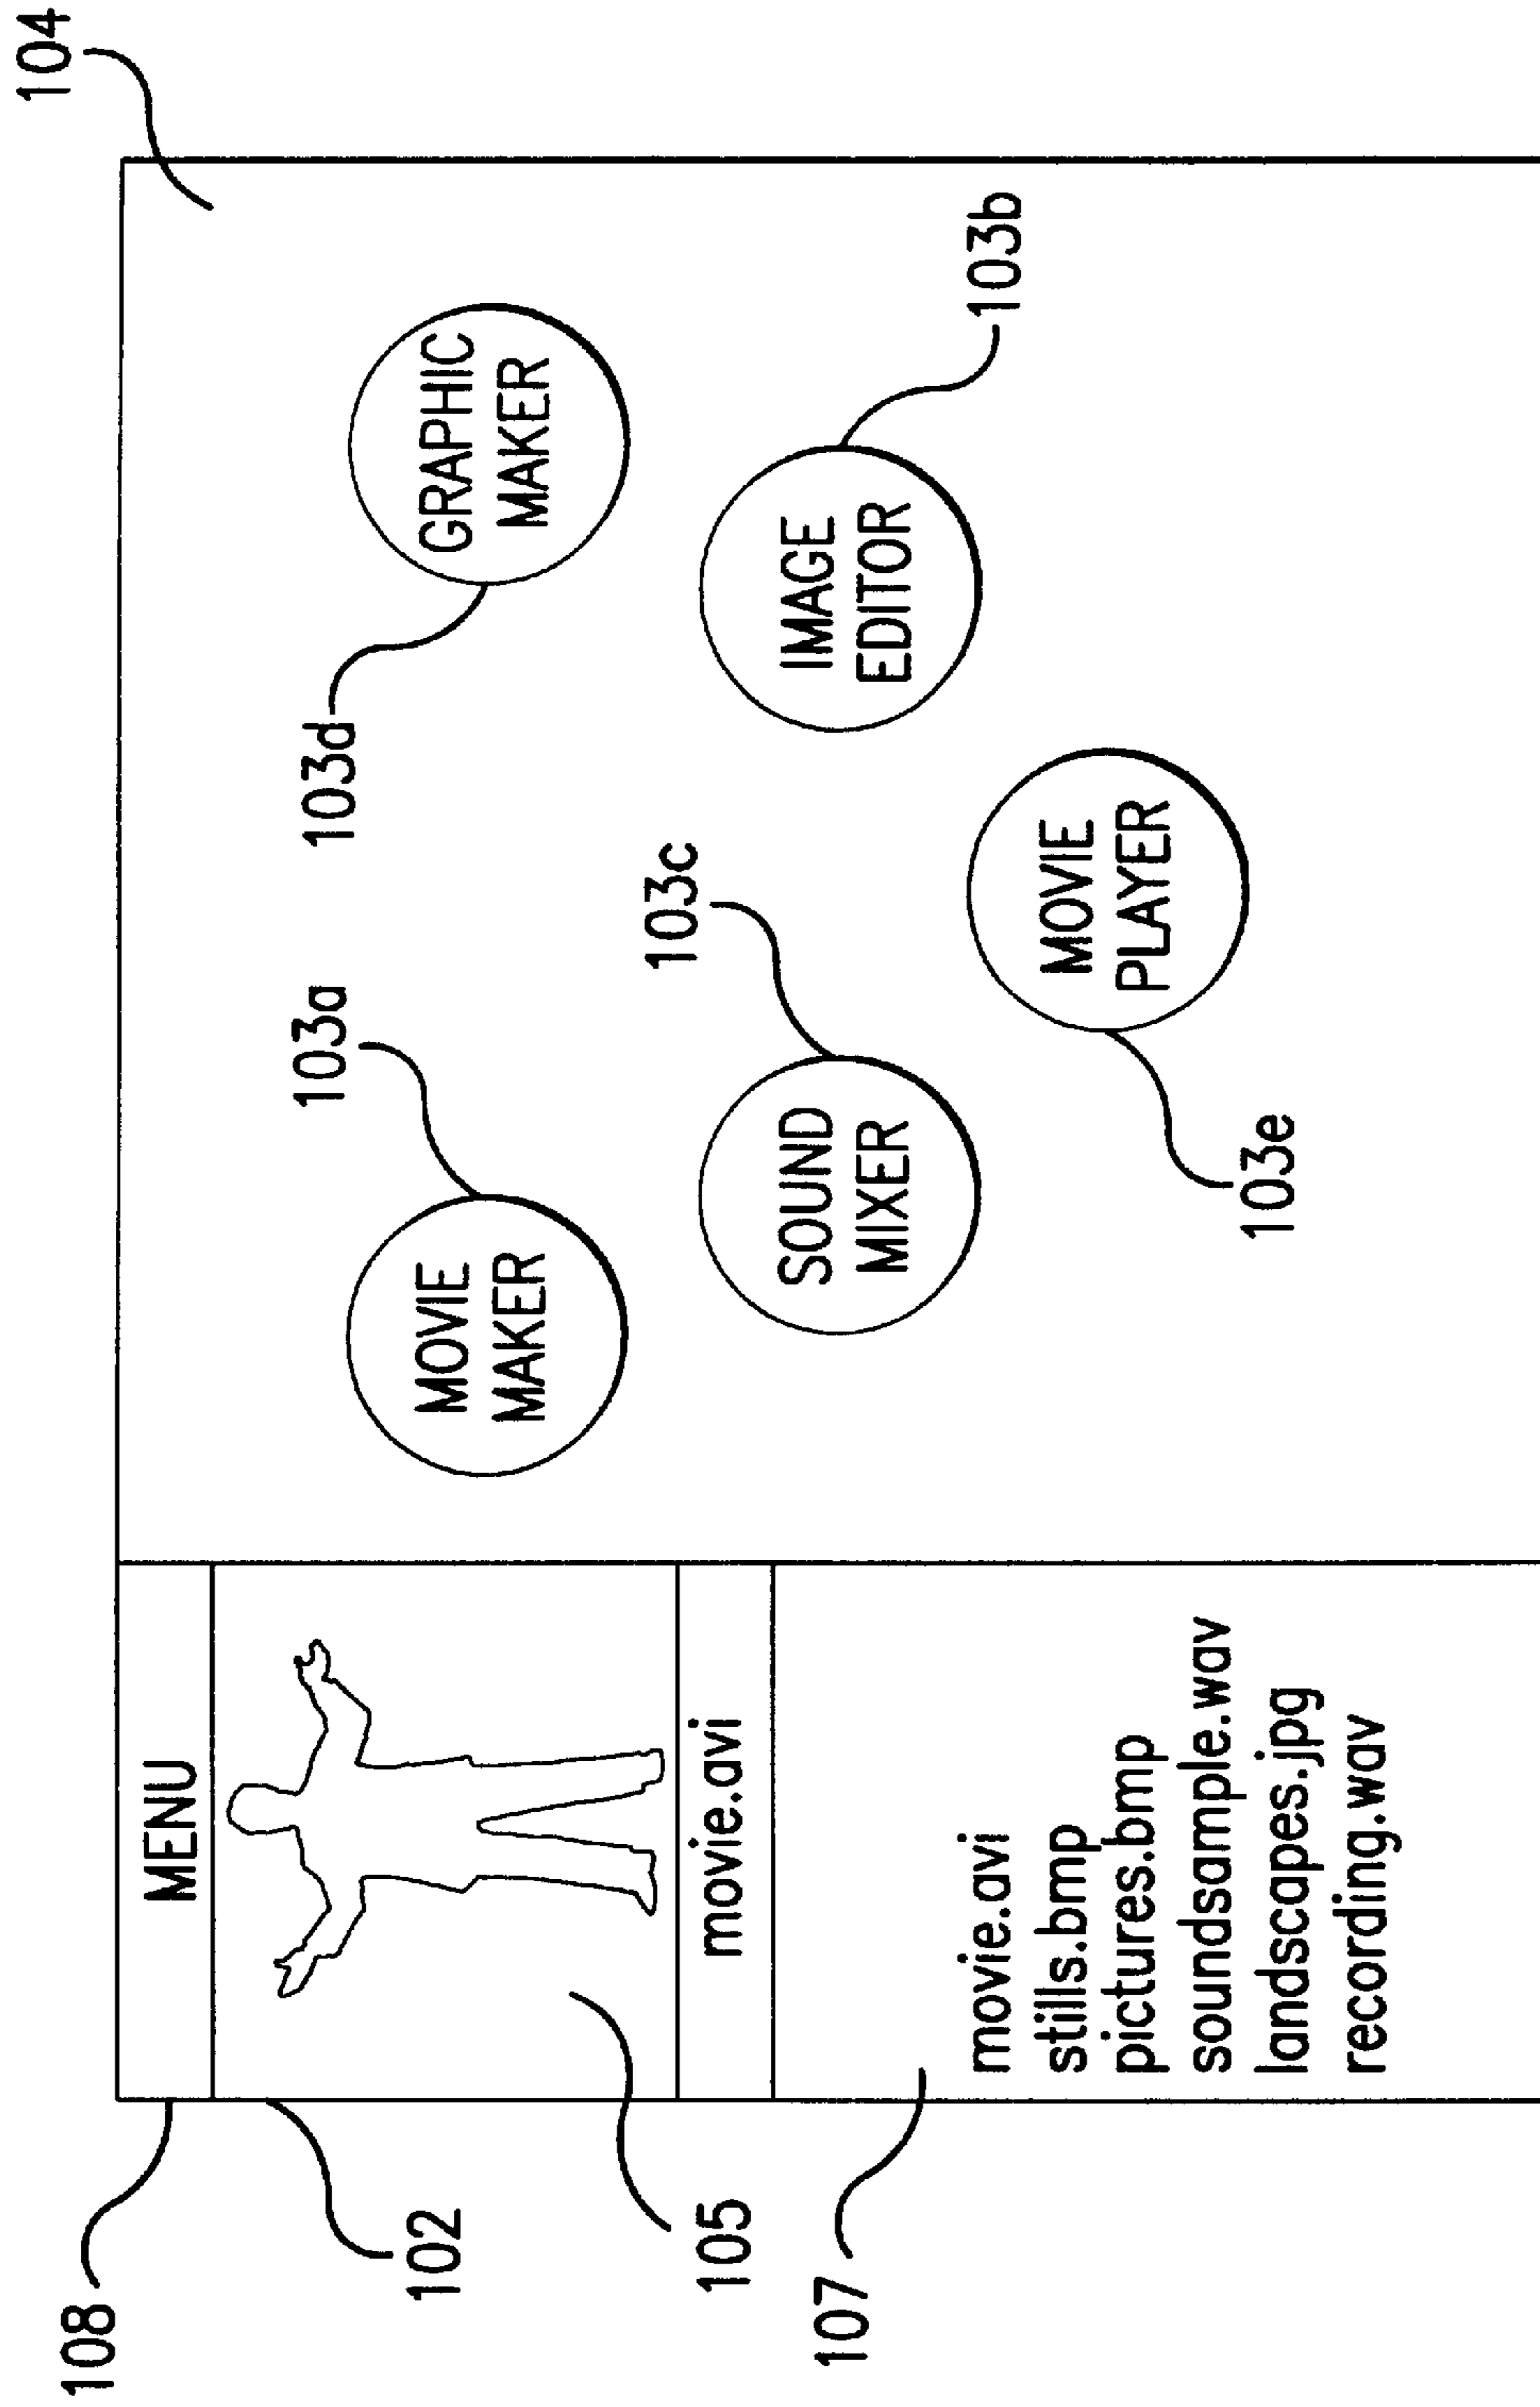 104
108
MENU
102
103a
103d
MOVIE
MAKER
GRAPHIC
MAKER
105
movie.avi
103c
SOUND
MIXER
IMAGE
EDITOR
103b
107
movie.avi
stills.bmp
pictures.bmp
soundsample.wav
landscapes.jpg
recording.wav
MOVIE
PLAYER
103e